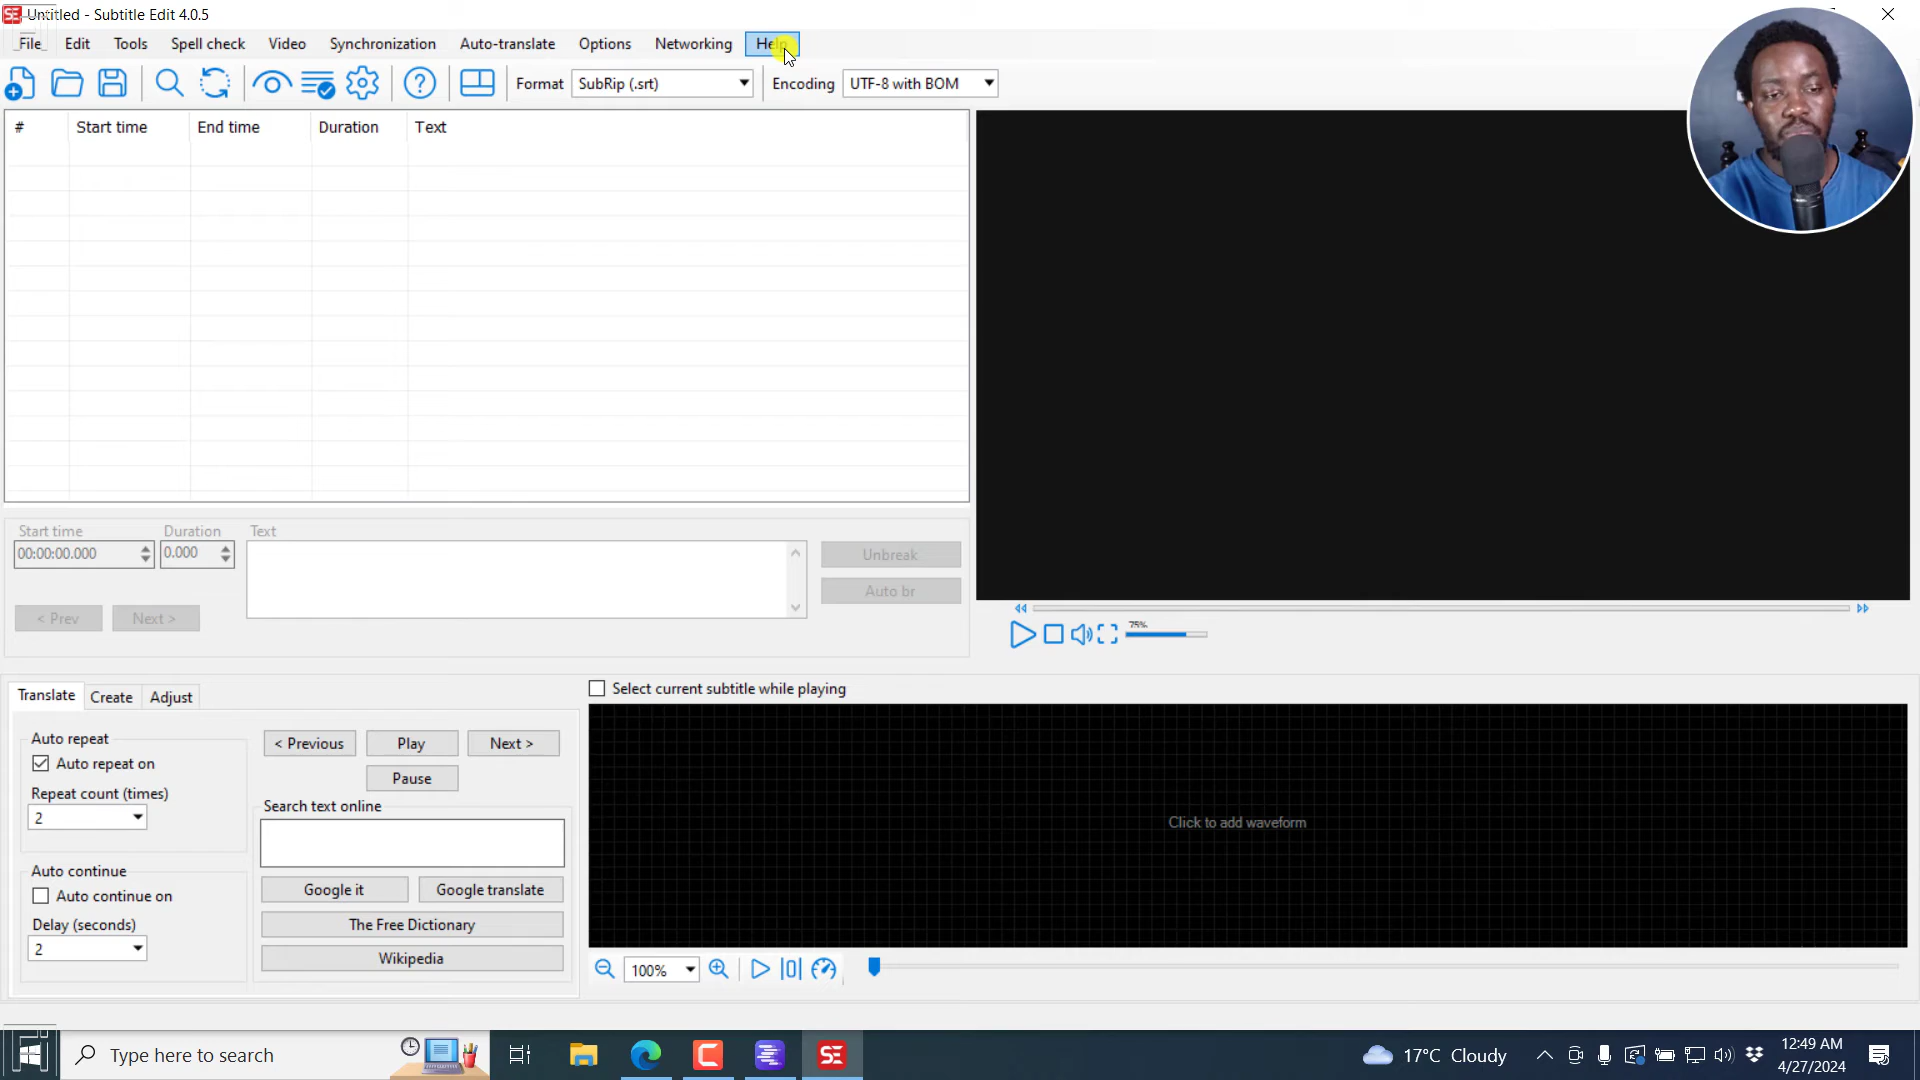 SE Untitled - Subtitle Edit 4.0.5
File Edit Tools Spell check Video Synchronization Auto-translate Options Networking Help
Format SubRip (.srt) Encoding UTF-8 with BOM
# Start time End time Duration Text
Start time Duration Text
00:00:00.000 0.000
Unbreak
Auto br
< Prev Next >
75%
Translate Create Adjust
Select current subtitle while playing
Auto repeat
Auto repeat on
Repeat count (times)
2
Auto continue
Auto continue on
Delay (seconds)
2
< Previous Play Next >
Pause
Search text online
Google it Google translate
The Free Dictionary
Wikipedia
Click to add waveform
100%
Type here to search
SE
17°C Cloudy
12:49 AM
4/27/2024